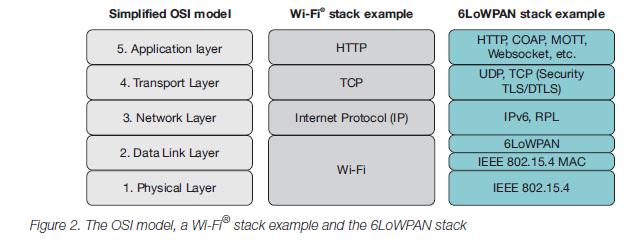 Simplified OSI model
Wi-Fi® stack example
6LoWPAN stack example
5. Application layer
HTTP
HTTP, COAP, MOTT,
Websocket, etc.
4. Transport Layer
TCP
UDP, TCP (Security
TLS/DTLS)
3. Network Layer
Internet Protocol (IP)
IPv6, RPL
2. Data Link Layer
Wi-Fi
6LoWPAN
IEEE 802.15.4 MAC
1. Physical Layer
IEEE 802.15.4
Figure 2. The OSI model, a Wi-Fi® stack example and the 6LoWPAN stack